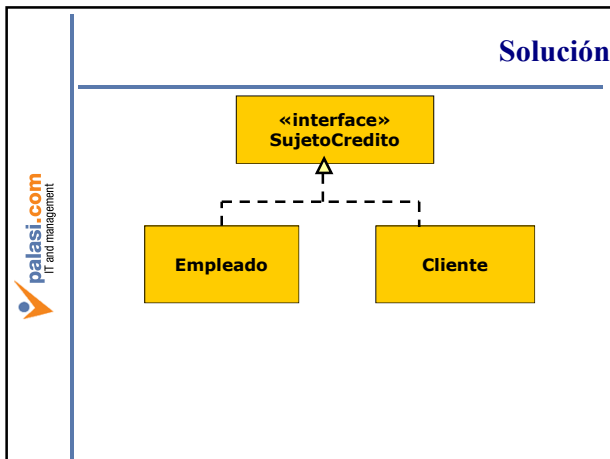 Solución
«interface»
SujetoCredito
Empleado
Cliente
palasi.com
IT and management